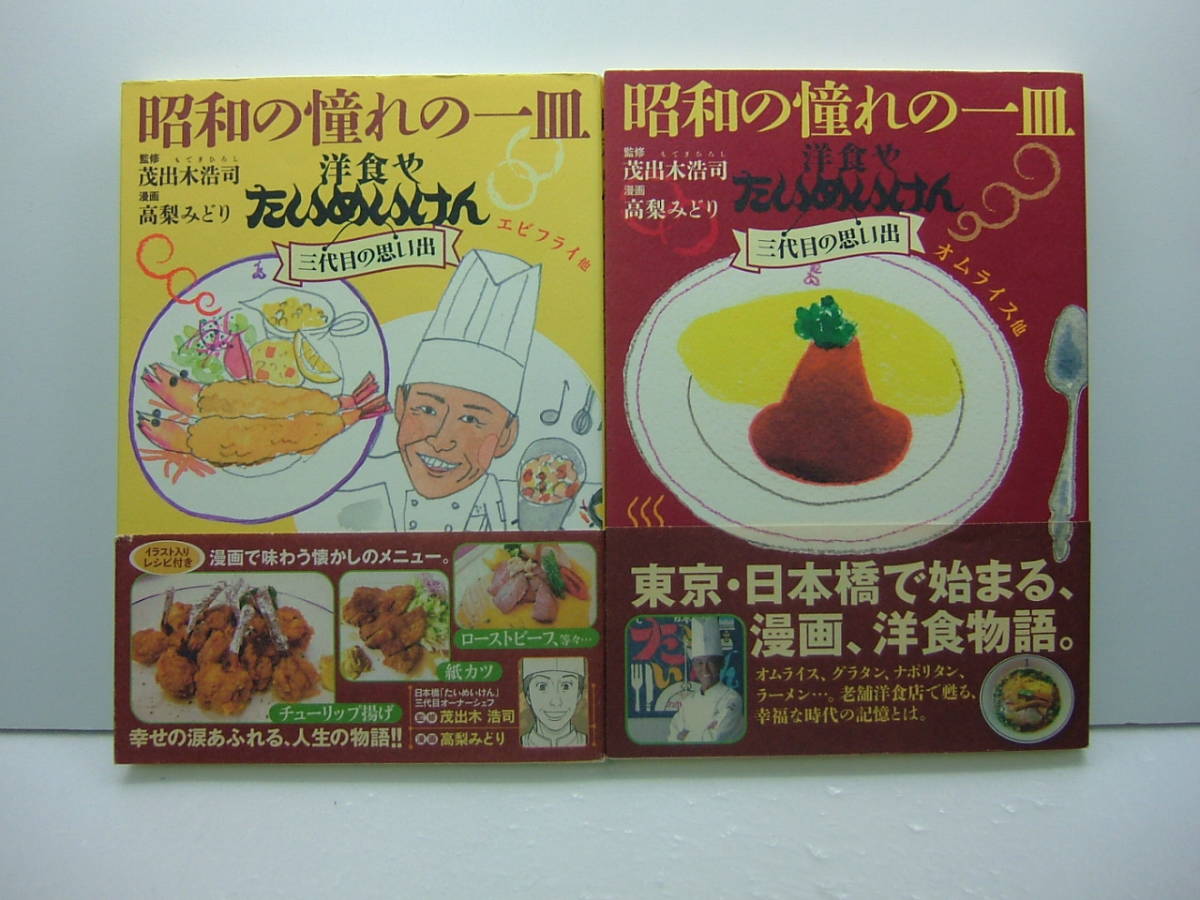 昭和の憧れの一皿
監修
もでぎひろし
茂出木浩司
漫画
高梨みどり
洋食や
たいめいけん
三代目の思い出
エビフライ他
イラスト入り
レシピ付き
漫画で味わう懐かしのメニュー。
ローストビーフ、等々…
紙カツ
チューリップ揚げ
日本橋「たいめいけん」
三代目オーナーシェフ
監修 茂出木 浩司
漫画 高梨みどり
幸せの涙あふれる、人生の物語!!
昭和の憧れの一皿
監修
もでぎひろし
茂出木浩司
漫画
高梨みどり
洋食や
たいめいけん
三代目の思い出
オムライス他
東京・日本橋で始まる、
漫画、洋食物語。
オムライス、グラタン、ナポリタン、
ラーメン…。老舗洋食店で甦る、
幸福な時代の記憶とは。